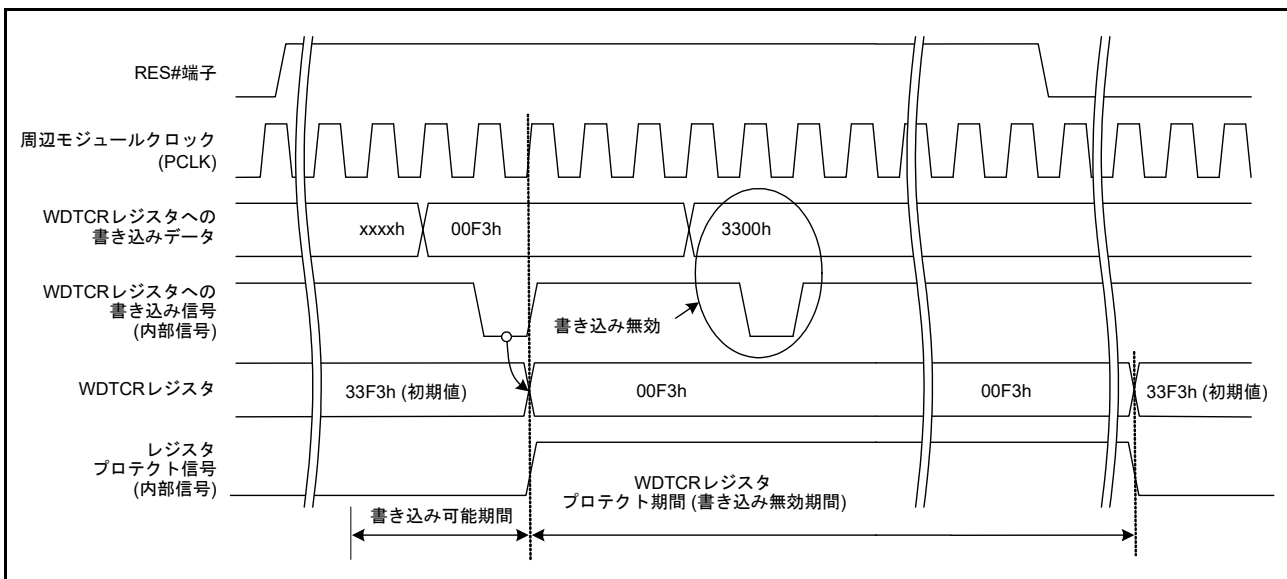 RES#端子
周辺モジュールクロック
(PCLK)
WDTCRレジスタへの
書き込みデータ
xxxxh
00F3h
3300h
WDTCRレジスタへの
書き込み信号
(内部信号)
書き込み無効
WDTCRレジスタ
33F3h (初期値)
00F3h
00F3h
33F3h (初期値)
レジスタ
プロテクト信号
(内部信号)
WDTCRレジスタ
プロテクト期間 (書き込み無効期間)
書き込み可能期間